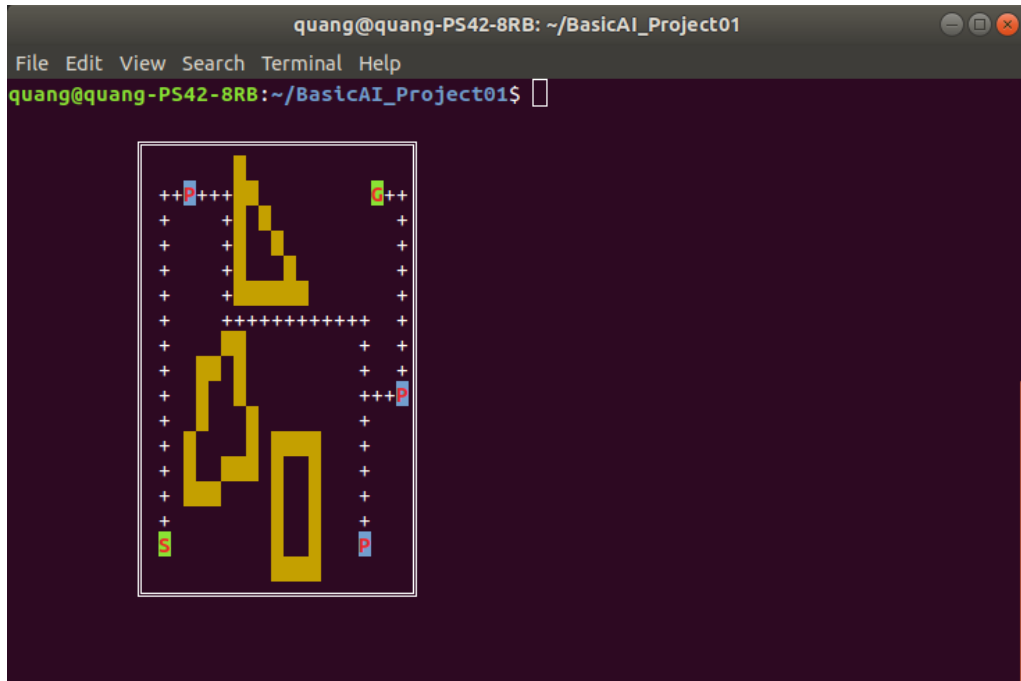 quang@quang-PS42-8RB: ~/BasicAI_Project01
File Edit View Search Terminal Help
quang@quang-PS42-8RB:~/BasicAI_Project01$
++P+++ G++
+ + +
+ + +
+ + +
+ + +
+ ++++++++++++ +
+ + +
+ + +
+ +++P
+ +
+ +
+ +
+ +
+ +
S P